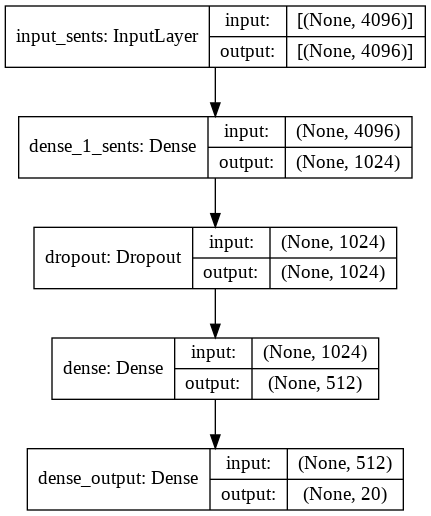 input_sents: InputLayer
input: [(None, 4096)]
output: [(None, 4096)]
dense_1_sents: Dense
input: (None, 4096)
output: (None, 1024)
dropout: Dropout
input: (None, 1024)
output: (None, 1024)
dense: Dense
input: (None, 1024)
output: (None, 512)
dense_output: Dense
input: (None, 512)
output: (None, 20)